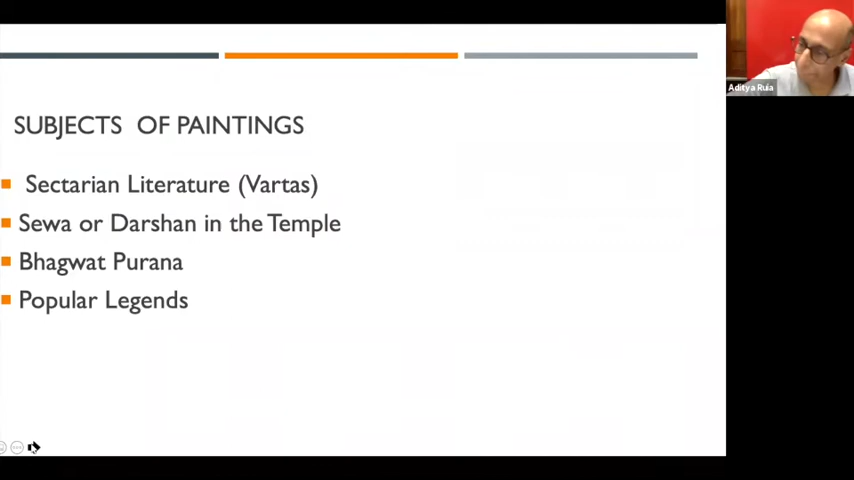 SUBJECTS OF PAINTINGS
Sectarian Literature (Vartas)
Sewa or Darshan in the Temple
Bhagwat Purana
Popular Legends
Aditya Ruia